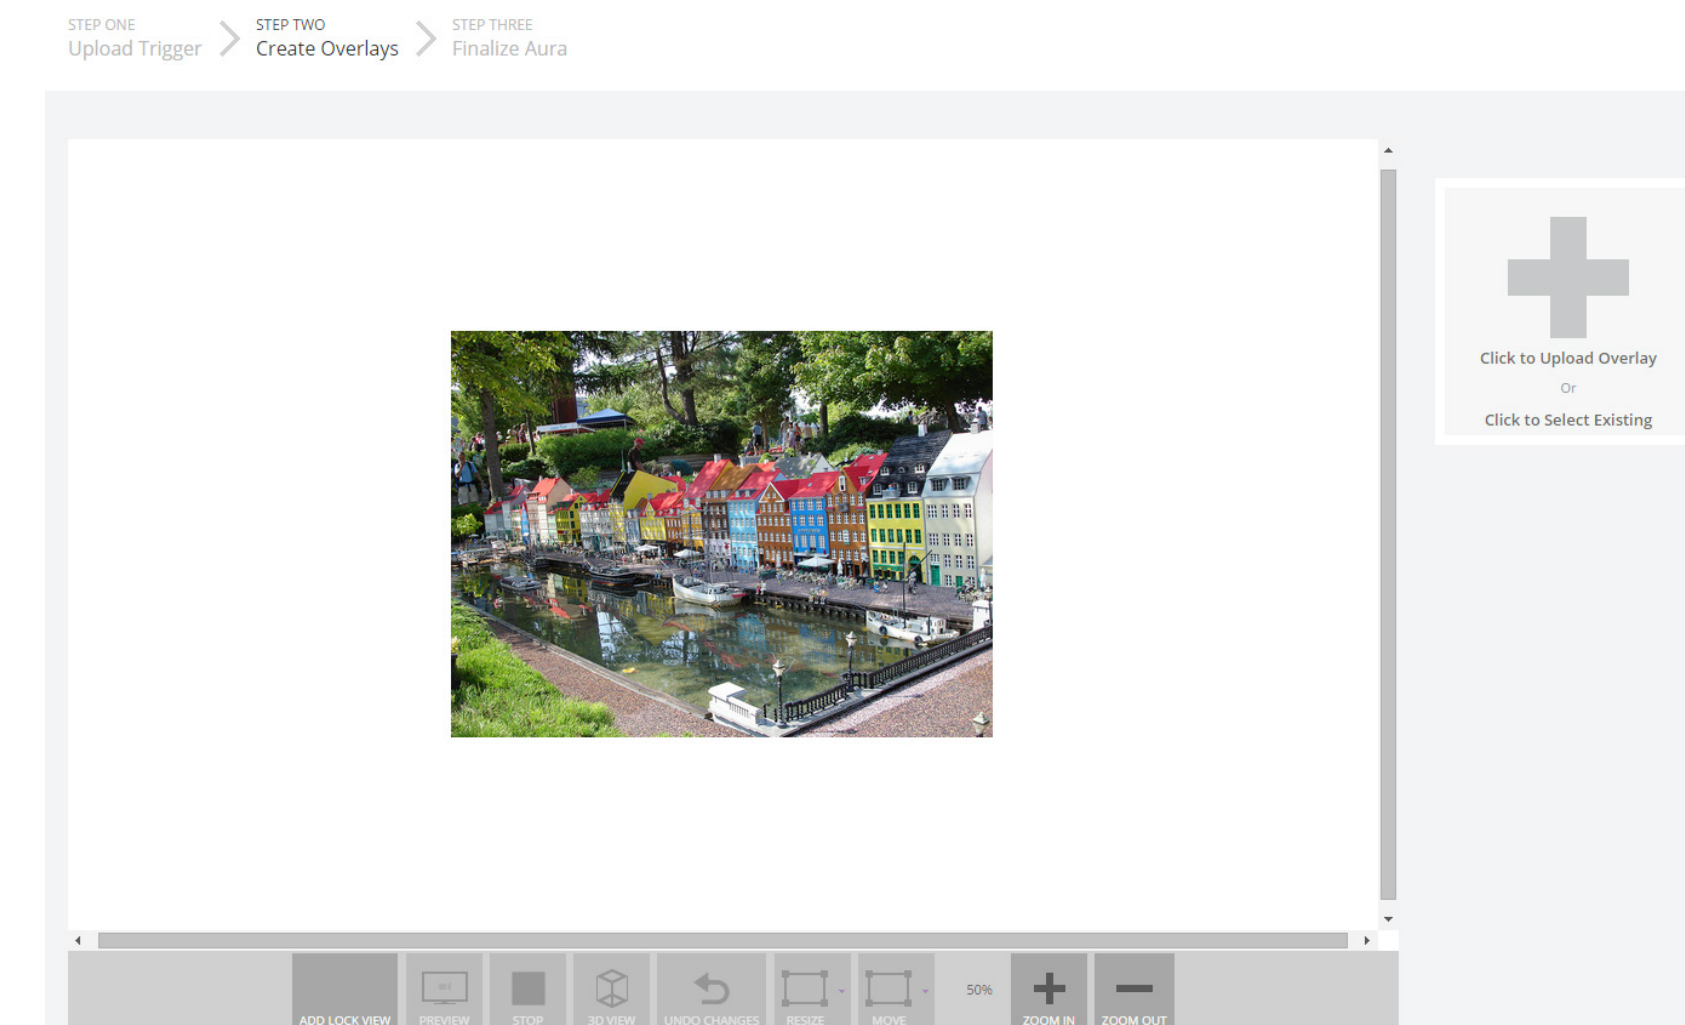 STEP ONE
Upload Trigger
STEP TWO
Create Overlays
STEP THREE
Finalize Aura
Click to Upload Overlay
Or
Click to Select Existing
ADD LOCK VIEW
PREVIEW
STOP
3D VIEW
UNDO CHANGES
RESIZE
MOVE
50%
ZOOM IN
ZOOM OUT